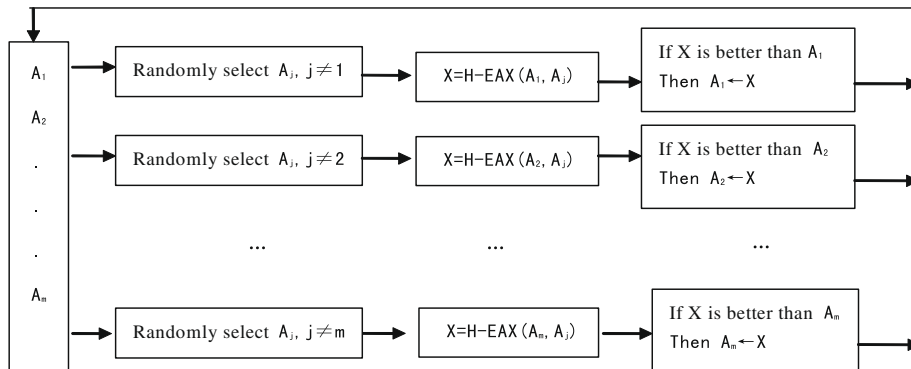 A₁
A₂
.
.
.
Aₘ
Randomly select Aⱼ, j≠1
X=H-EAX(A₁, Aⱼ)
If X is better than A₁
Then A₁←X
Randomly select Aⱼ, j≠2
X=H-EAX(A₂, Aⱼ)
If X is better than A₂
Then A₂←X
...
...
...
Randomly select Aⱼ, j≠m
X=H-EAX(Aₘ, Aⱼ)
If X is better than Aₘ
Then Aₘ←X